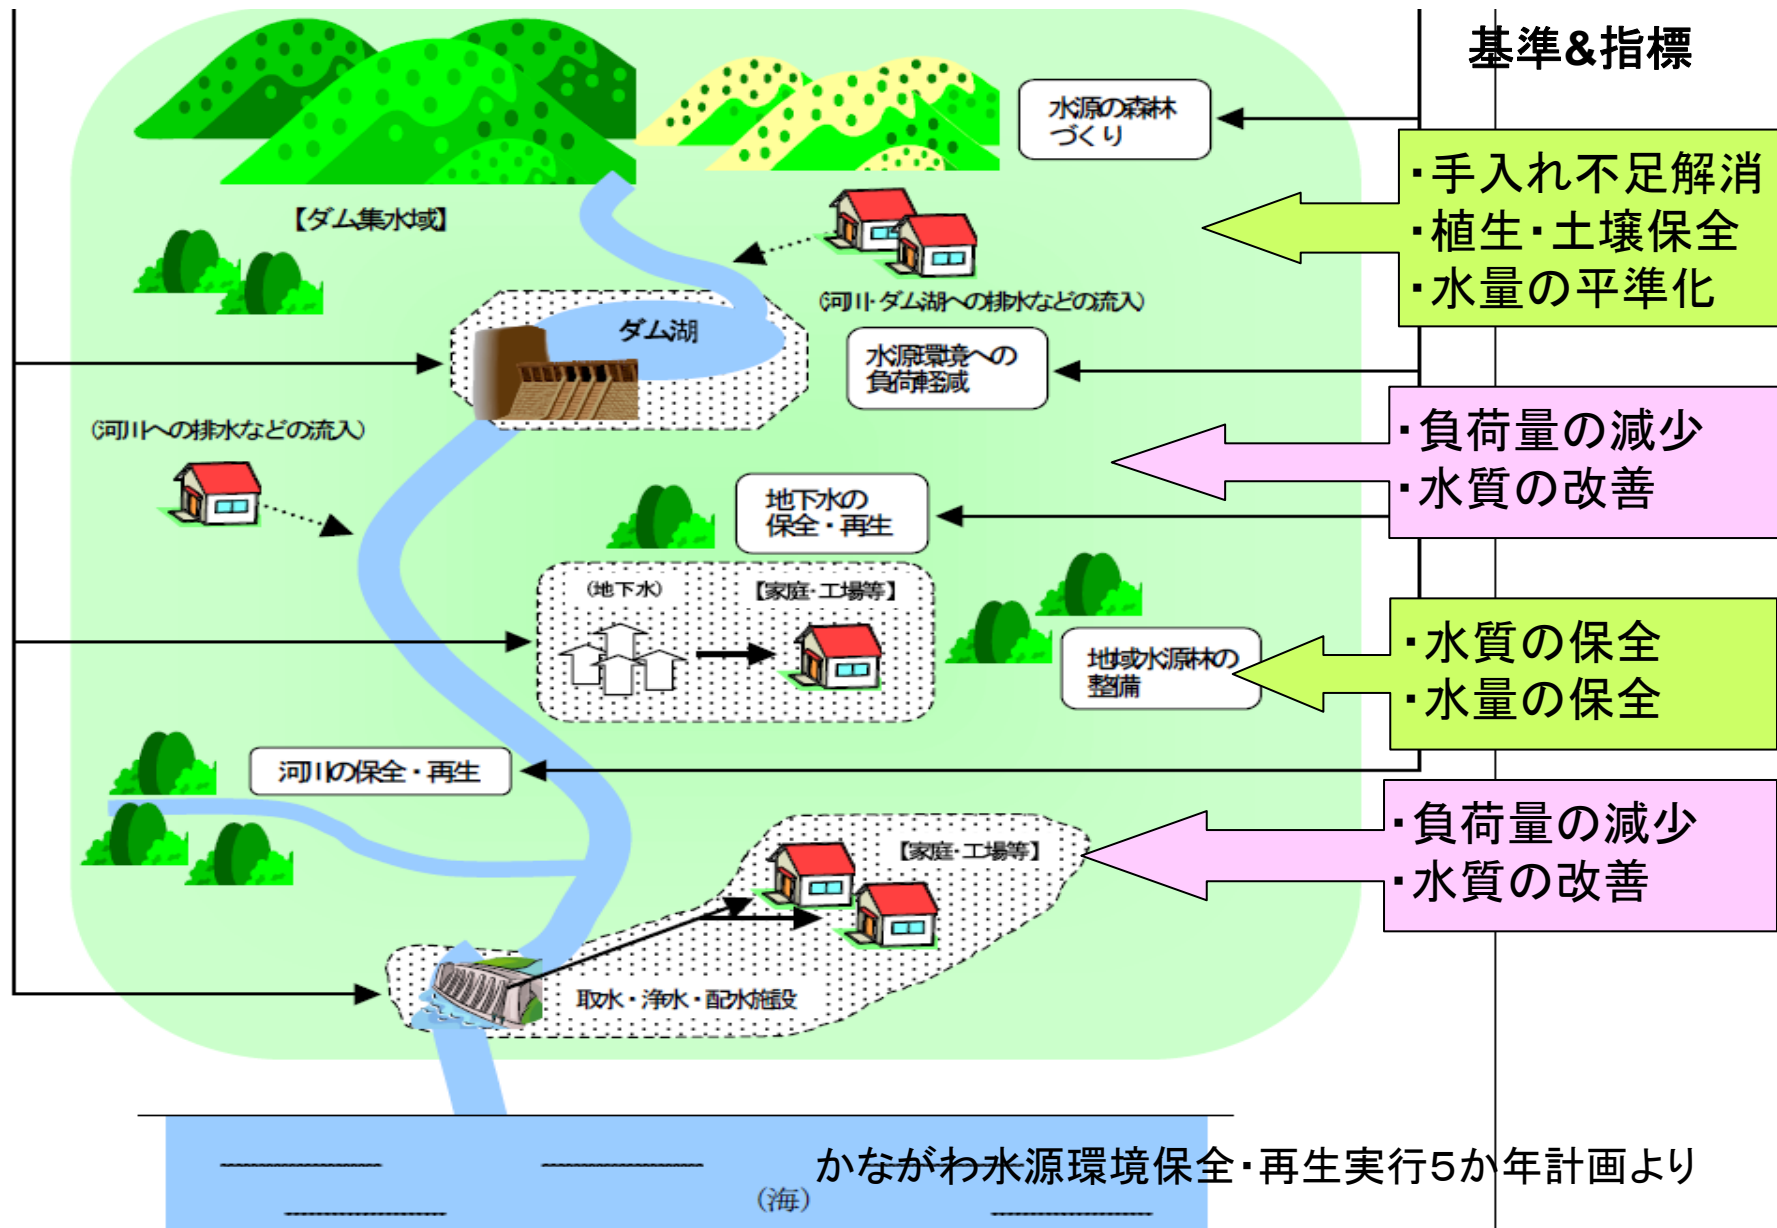 基準&指標
水源の森林
づくり
・手入れ不足解消
・植生・土壌保全
・水量の平準化
【ダム集水域】
(河川・ダム湖への排水などの流入)
ダム湖
水源環境への
負荷軽減
(河川への排水などの流入)
・負荷量の減少
・水質の改善
地下水の
保全・再生
(地下水)
【家庭・工場等】
地域水源林の
整備
・水質の保全
・水量の保全
河川の保全・再生
・負荷量の減少
・水質の改善
【家庭・工場等】
取水・浄水・配水施設
かながわ水源環境保全・再生実行5か年計画より
(海)